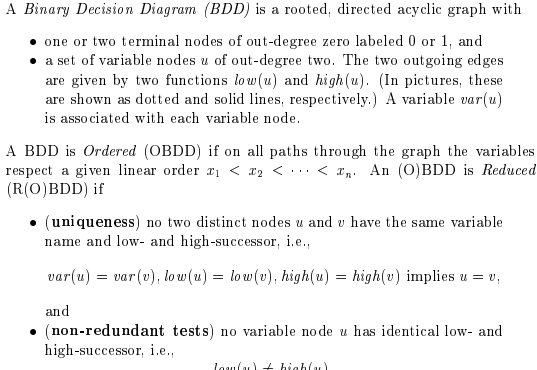 A Binary Decision Diagram (BDD) is a rooted, directed acyclic graph with
• one or two terminal nodes of out-degree zero labeled 0 or 1, and
• a set of variable nodes u of out-degree two. The two outgoing edges
are given by two functions low(u) and high(u). (In pictures, these
are shown as dotted and solid lines, respectively.) A variable var(u)
is associated with each variable node.
A BDD is Ordered (OBDD) if on all paths through the graph the variables
respect a given linear order x₁ < x₂ < ⋯ < xₙ. An (O)BDD is Reduced
(R(O)BDD) if
• (uniqueness) no two distinct nodes u and v have the same variable
name and low- and high-successor, i.e.,
var(u) = var(v), low(u) = low(v), high(u) = high(v) implies u = v,
and
• (non-redundant tests) no variable node u has identical low- and
high-successor, i.e.,
low(u) ≠ high(u)